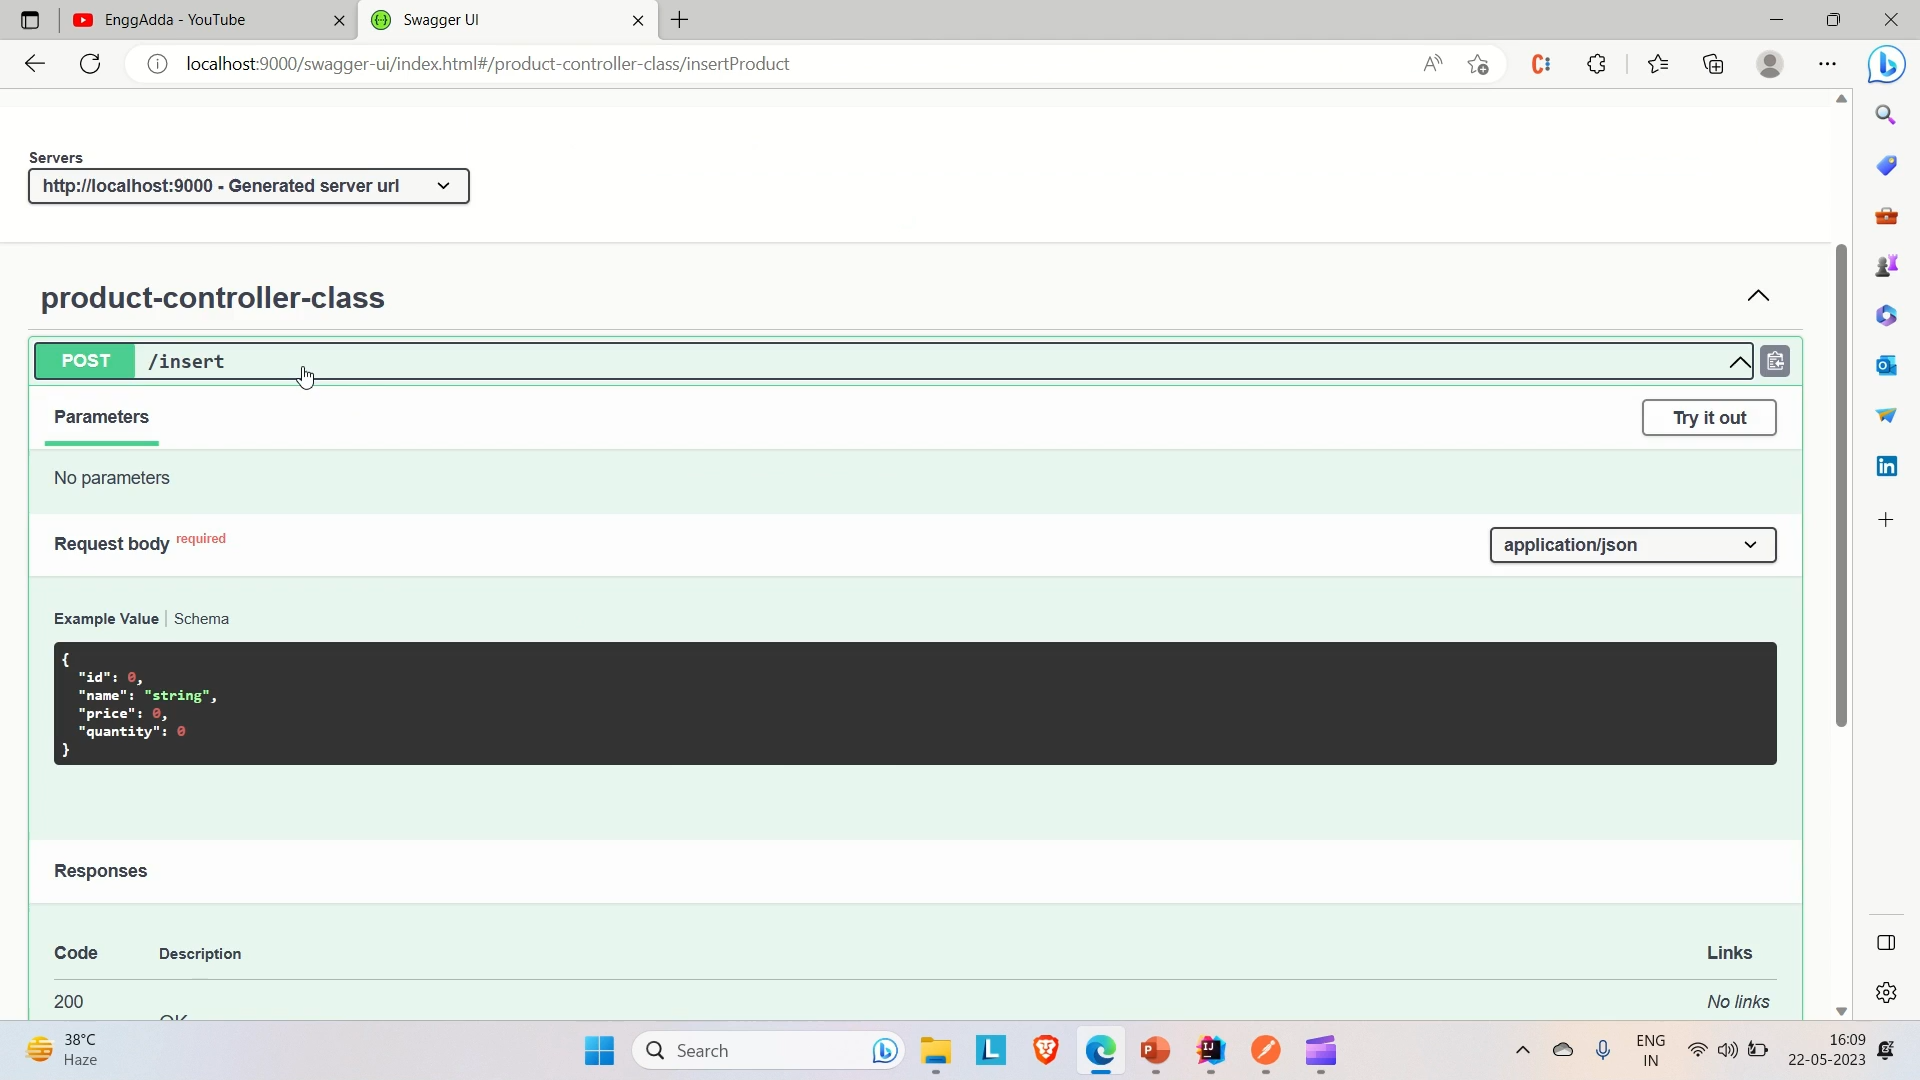 EnggAdda - YouTube
Swagger UI
localhost:9000/swagger-ui/index.html#/product-controller-class/insertProduct
Servers
http://localhost:9000 - Generated server url
product-controller-class
POST /insert
Parameters
Try it out
No parameters
Request body required
application/json
Example Value | Schema
{
"id": 0,
"name": "string",
"price": 0,
"quantity": 0
}
Responses
Code Description Links
200 No links
OK
38°C
Haze
Search
ENG
IN
16:09
22-05-2023